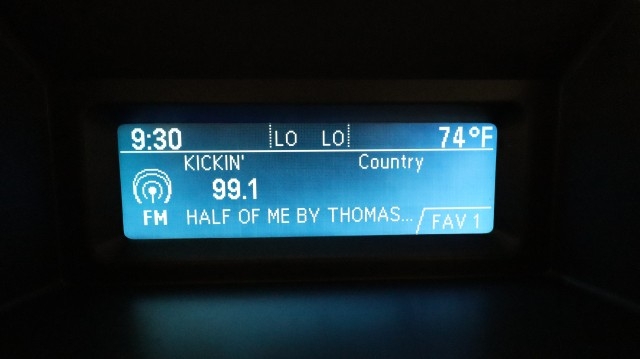 9:30 LO LO 74°F
KICKIN' Country
99.1
FM HALF OF ME BY THOMAS... FAV 1